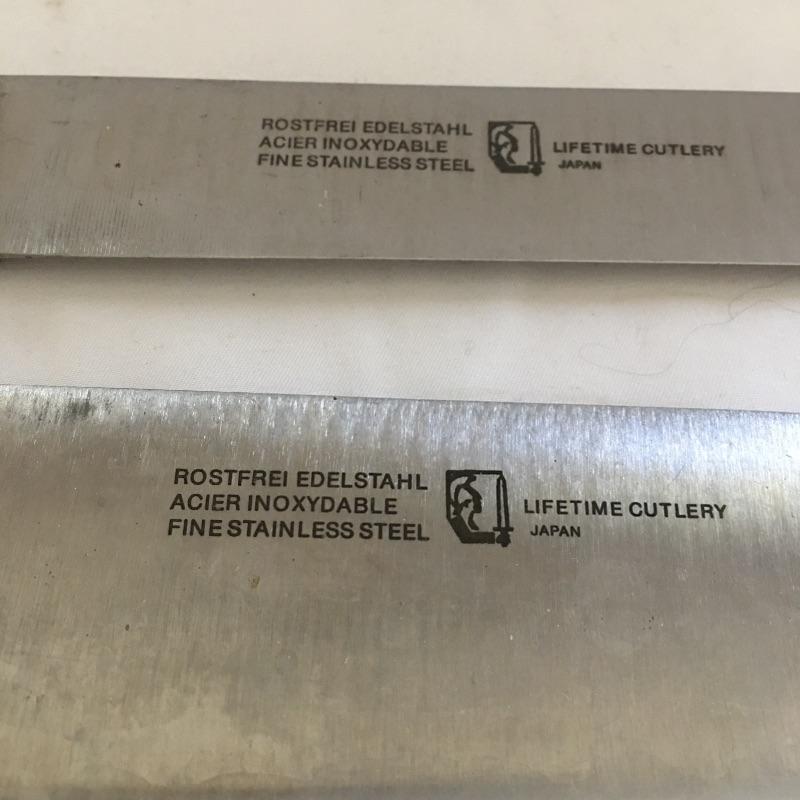 ROSTFREI EDELSTAHL
ACIER INOXYDABLE
FINE STAINLESS STEEL
LIFETIME CUTLERY
JAPAN
ROSTFREI EDELSTAHL
ACIER INOXYDABLE
FINE STAINLESS STEEL
LIFETIME CUTLERY
JAPAN